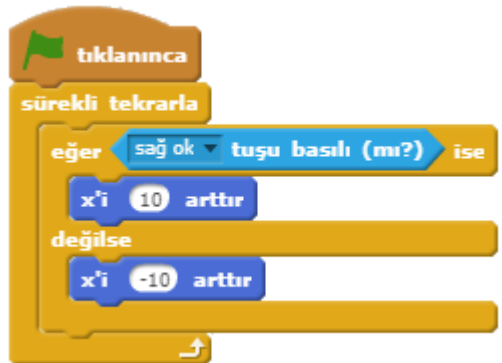 tıklanınca
sürekli tekrarla
eğer sağ ok tuşu basılı (mı?) ise
x'i 10 arttır
değilse
x'i -10 arttır